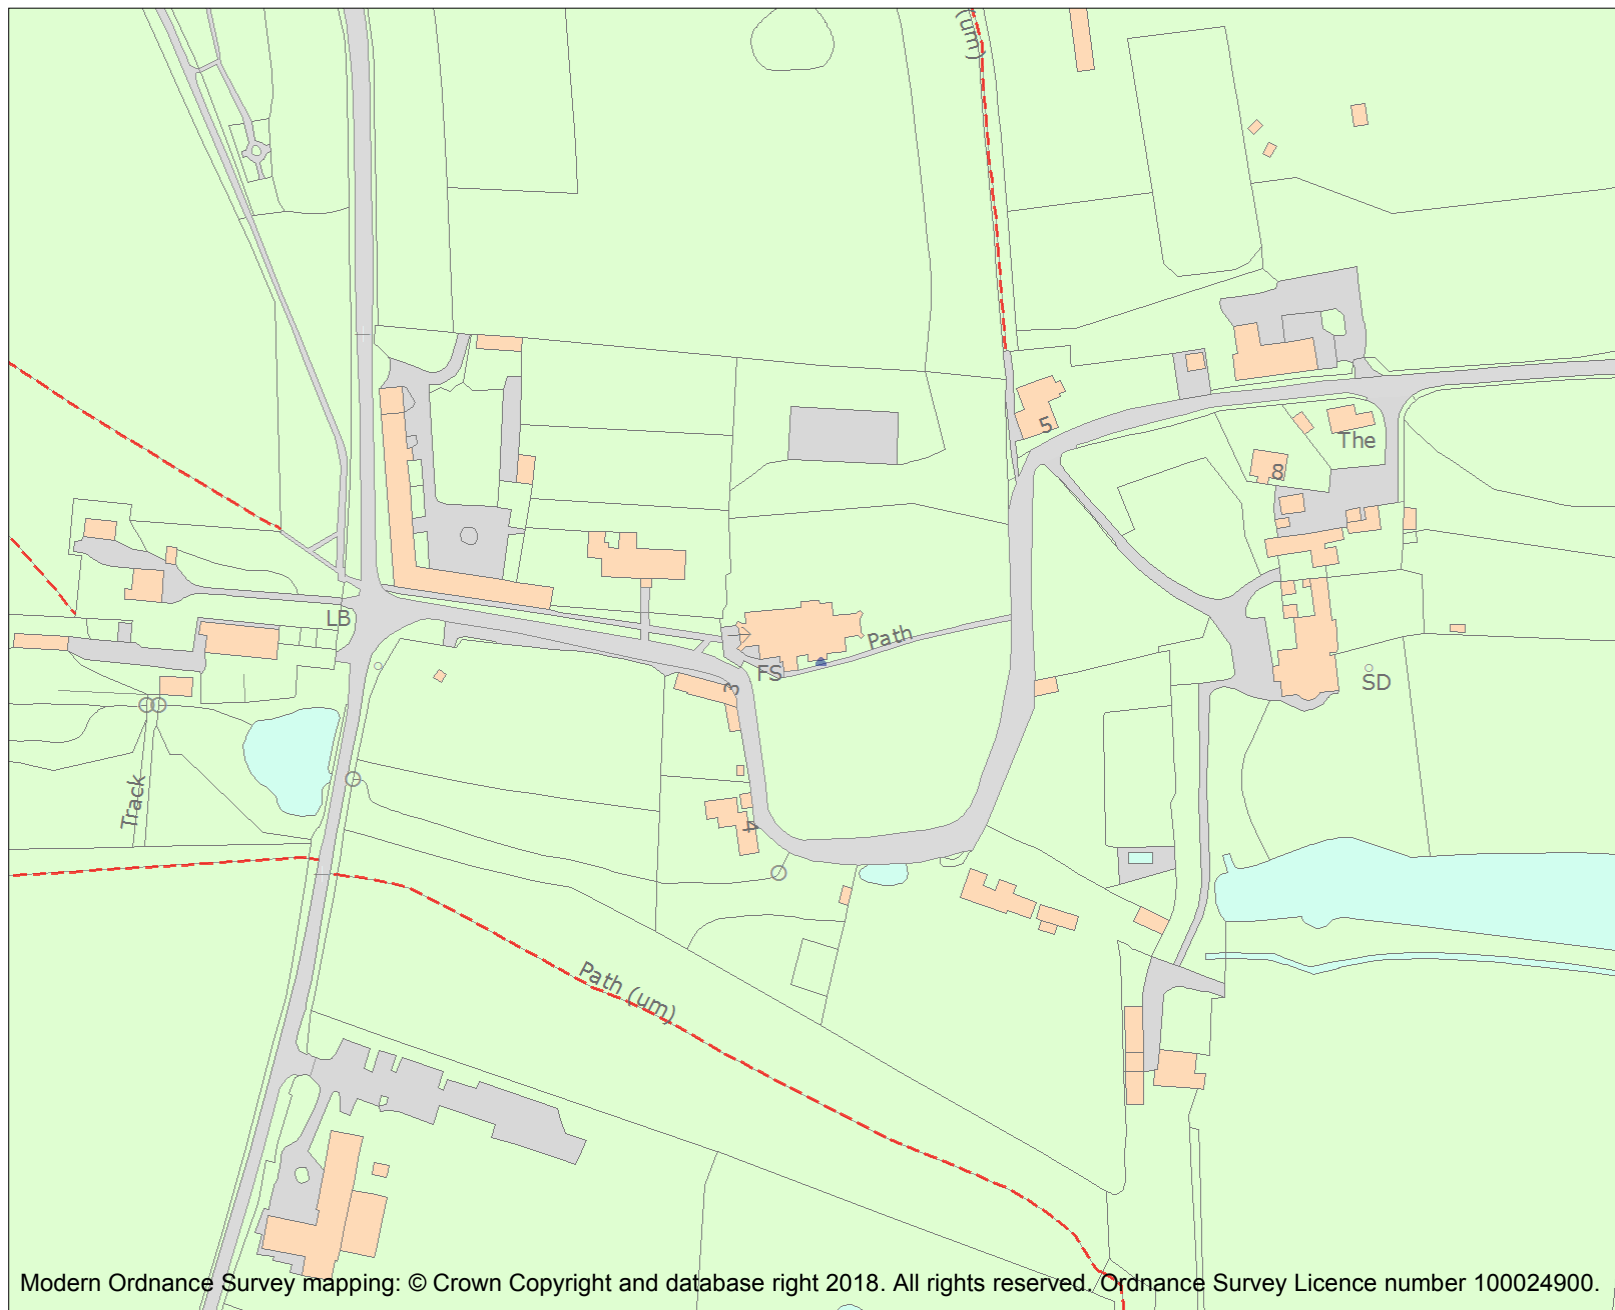 (um)
5
The
8
LB
Path
FS
3
SD
Track
4
Path (um)
Modern Ordnance Survey mapping: © Crown Copyright and database right 2018. All rights reserved. Ordnance Survey Licence number 100024900.